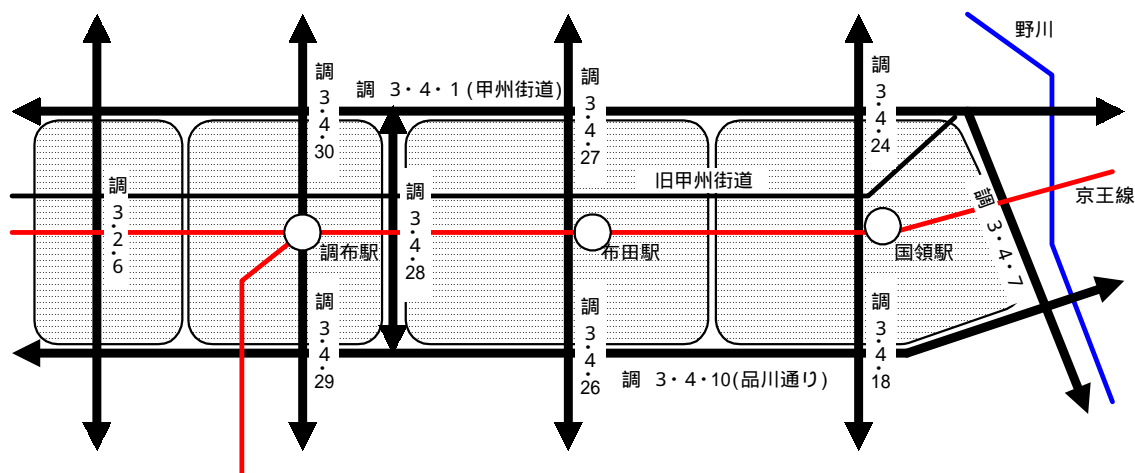 野川
調 3・4・30
調 3・4・1 (甲州街道)
調 3・4・27
調 3・4・24
調 3・2・6
調 3・4・28
旧甲州街道
調 3・4・7
京王線
調布駅
布田駅
国領駅
調 3・4・29
調 3・4・26
調 3・4・10(品川通り)
調 3・4・18